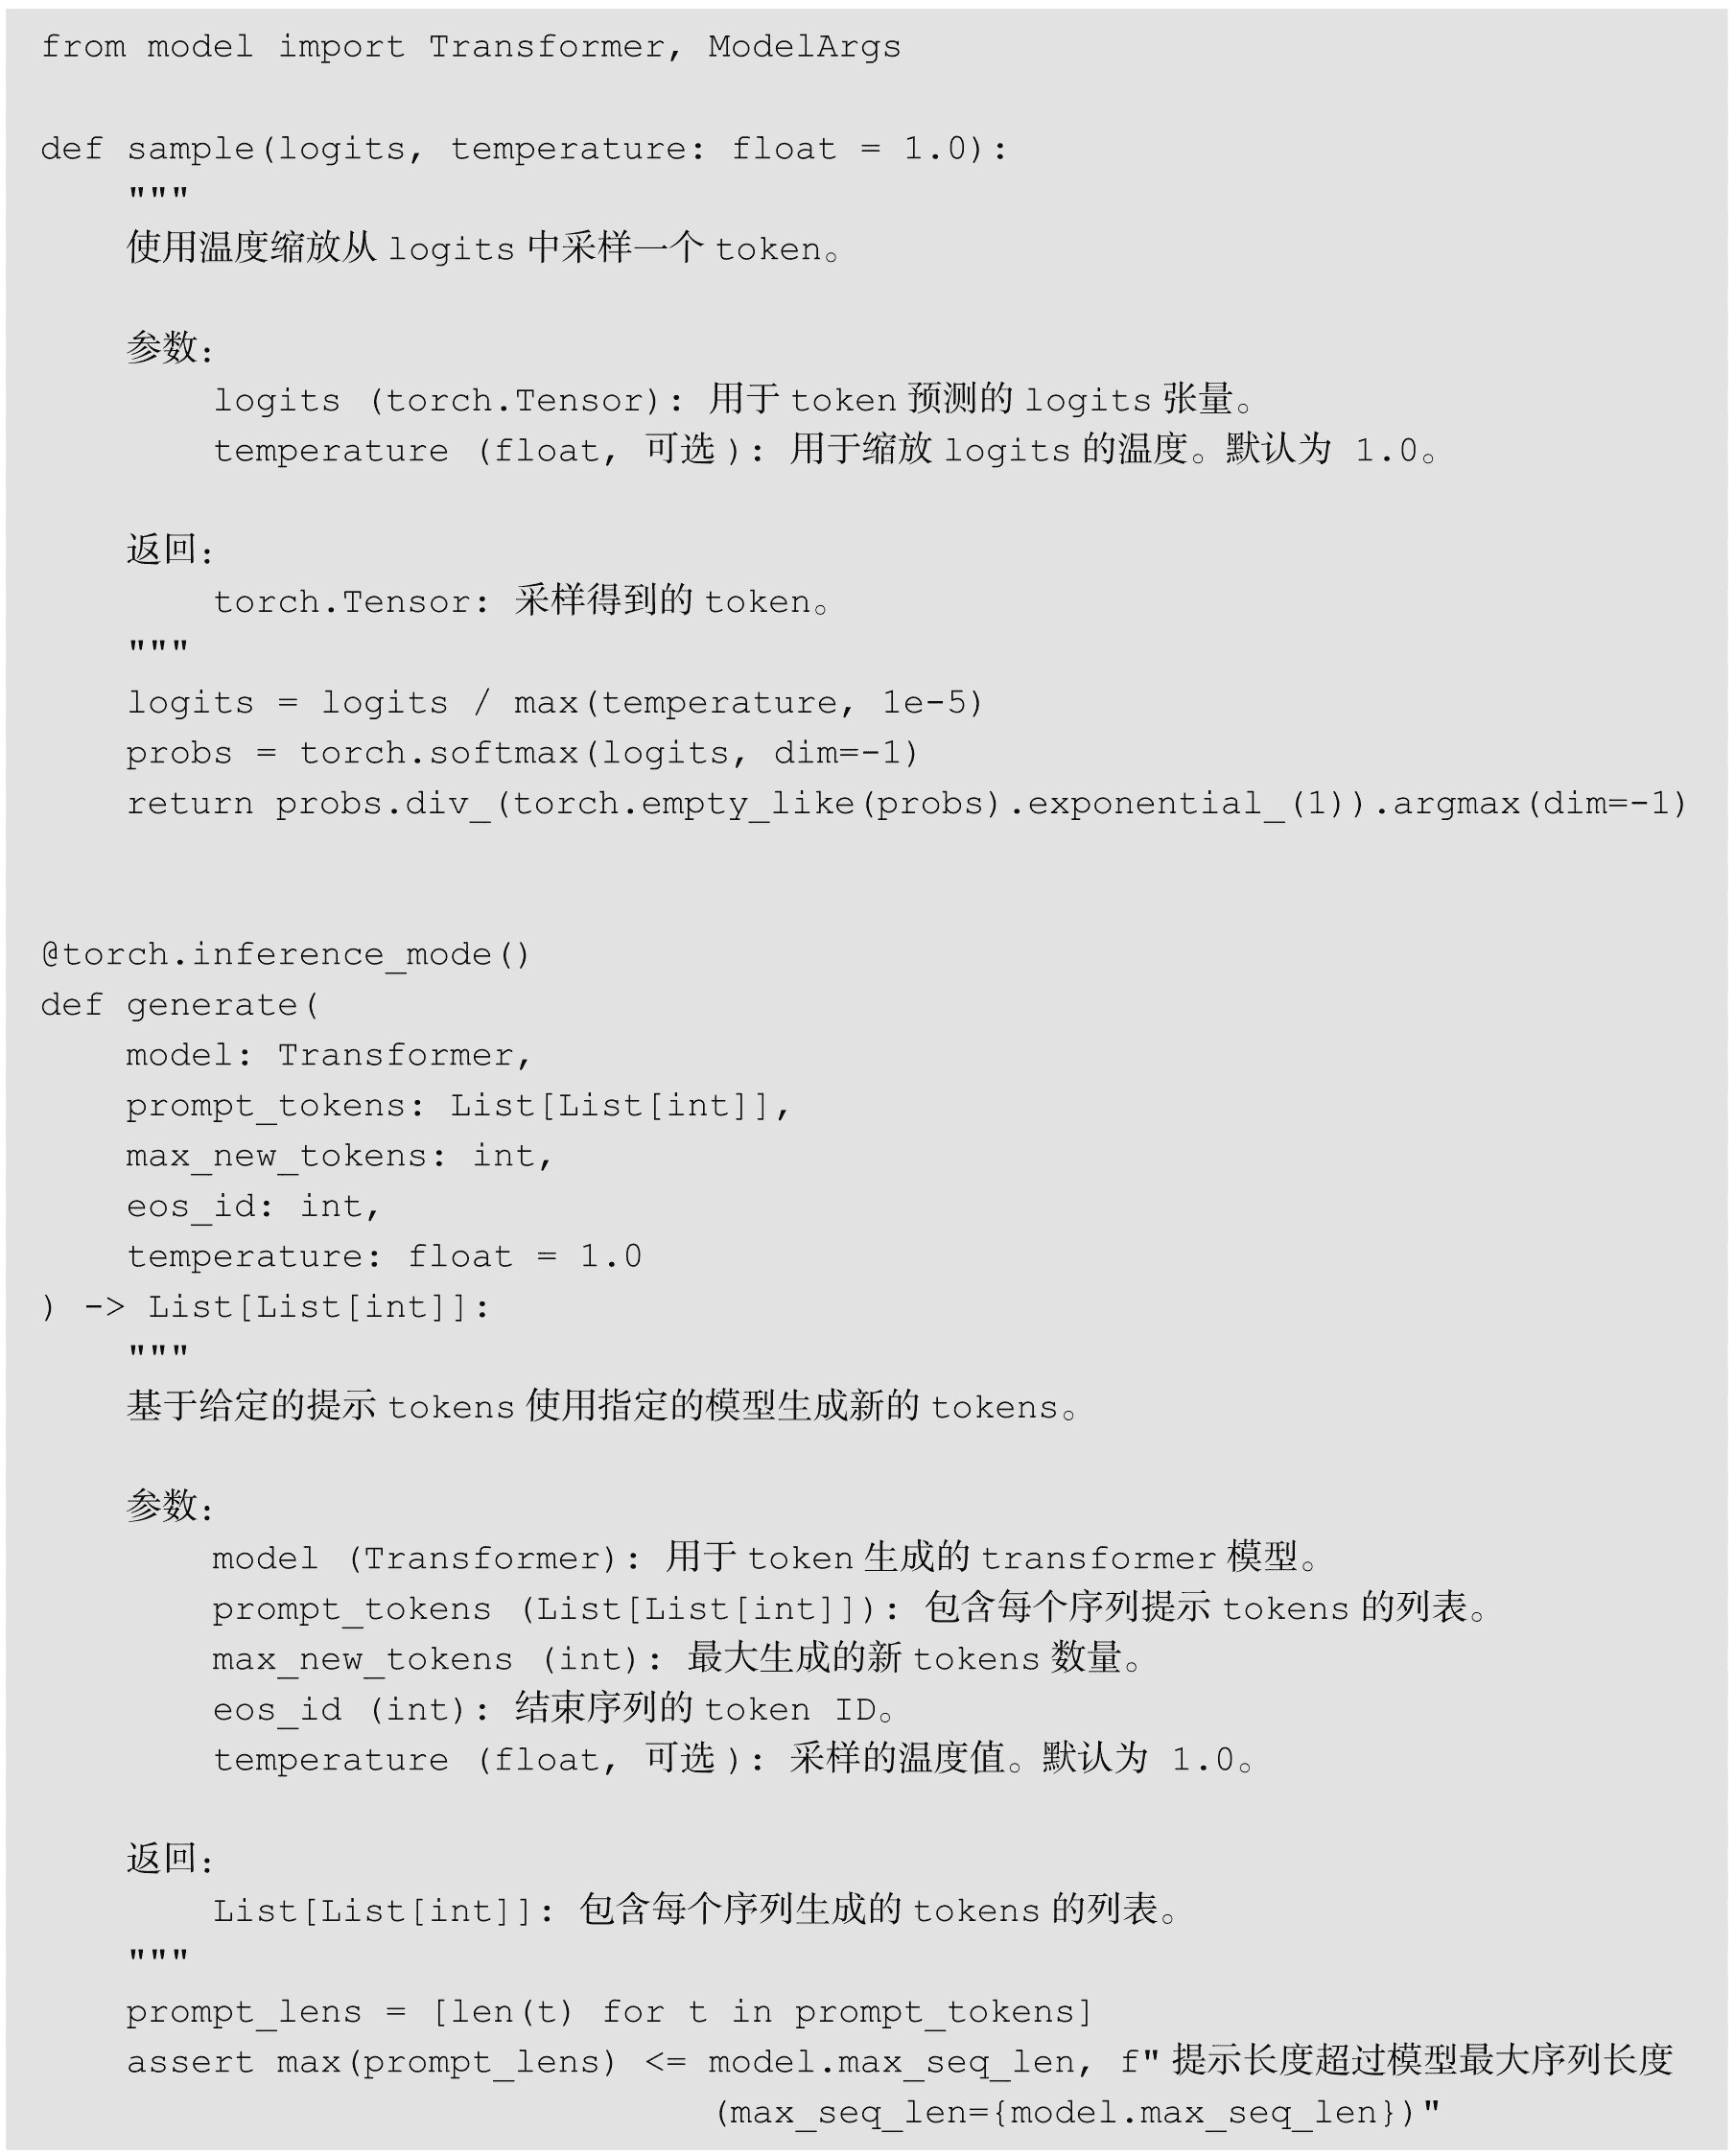 from model import Transformer, ModelArgs
def sample(logits, temperature: float = 1.0):
    """
    使用温度缩放从 logits 中采样一个 token。
    参数:
        logits (torch.Tensor): 用于 token 预测的 logits 张量。
        temperature (float, 可选 ): 用于缩放 logits 的温度。默认为 1.0。
    返回:
        torch.Tensor: 采样得到的 token。
    """
    logits = logits / max(temperature, 1e-5)
    probs = torch.softmax(logits, dim=-1)
    return probs.div_(torch.empty_like(probs).exponential_(1)).argmax(dim=-1)
@torch.inference_mode()
def generate(
    model: Transformer,
    prompt_tokens: List[List[int]],
    max_new_tokens: int,
    eos_id: int,
    temperature: float = 1.0
) -> List[List[int]]:
    """
    基于给定的提示 tokens 使用指定的模型生成新的 tokens。
    参数:
        model (Transformer): 用于 token 生成的 transformer 模型。
        prompt_tokens (List[List[int]]): 包含每个序列提示 tokens 的列表。
        max_new_tokens (int): 最大生成的新 tokens 数量。
        eos_id (int): 结束序列的 token ID。
        temperature (float, 可选 ): 采样的温度值。默认为 1.0。
    返回:
        List[List[int]]: 包含每个序列生成的 tokens 的列表。
    """
    prompt_lens = [len(t) for t in prompt_tokens]
    assert max(prompt_lens) <= model.max_seq_len, f" 提示长度超过模型最大序列长度
                               (max_seq_len={model.max_seq_len})"